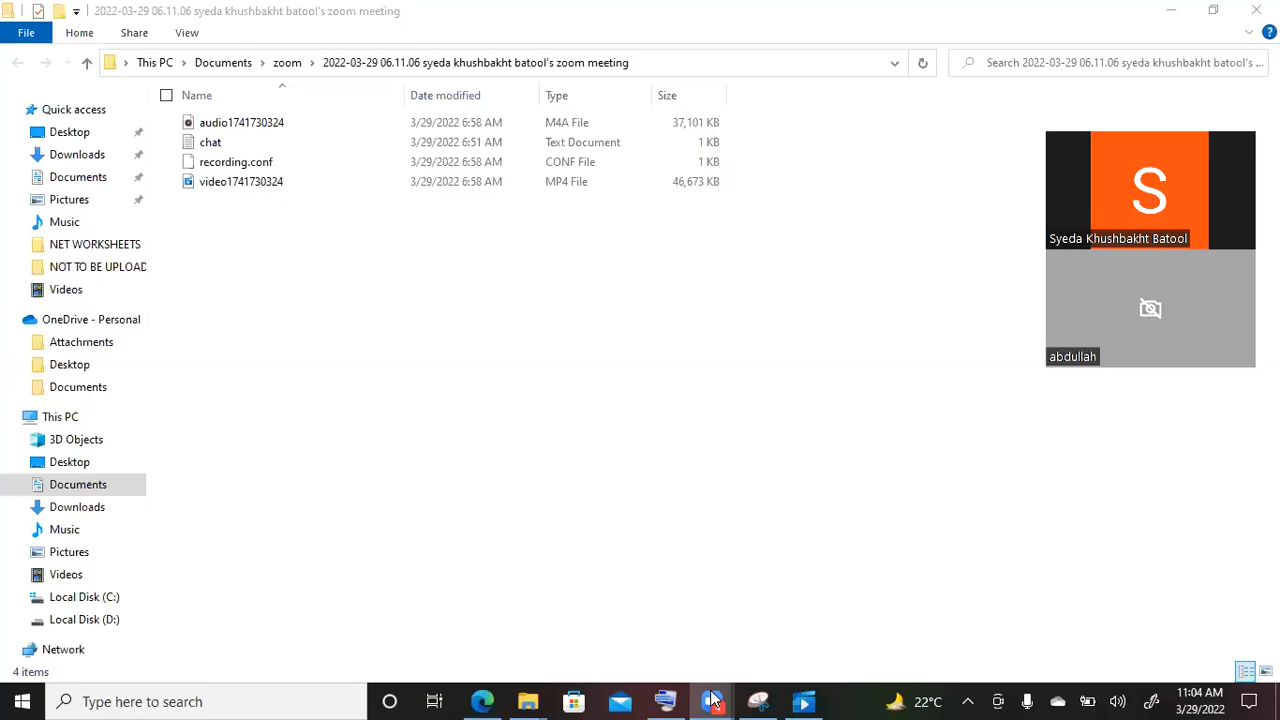 2022-03-29 06.11.06 syeda khushbakht batool's zoom meeting
File Home Share View
This PC Documents zoom 2022-03-29 06.11.06 syeda khushbakht batool's zoom meeting
Search 2022-03-29 06.11.06 syeda khushbakht batool's ...
Name Date modified Type Size
audio1741730324 3/29/2022 6:58 AM M4A File 37,101 KB
chat 3/29/2022 6:51 AM Text Document 1 KB
recording.conf 3/29/2022 6:58 AM CONF File 1 KB
video1741730324 3/29/2022 6:58 AM MP4 File 46,673 KB
Quick access
Desktop
Downloads
Documents
Pictures
Music
NET WORKSHEETS
NOT TO BE UPLOAD
Videos
OneDrive - Personal
Attachments
Desktop
Documents
This PC
3D Objects
Desktop
Documents
Downloads
Music
Pictures
Videos
Local Disk (C:)
Local Disk (D:)
Network
4 items
S
Syeda Khushbakht Batool
abdullah
Type here to search
22°C
11:04 AM
3/29/2022